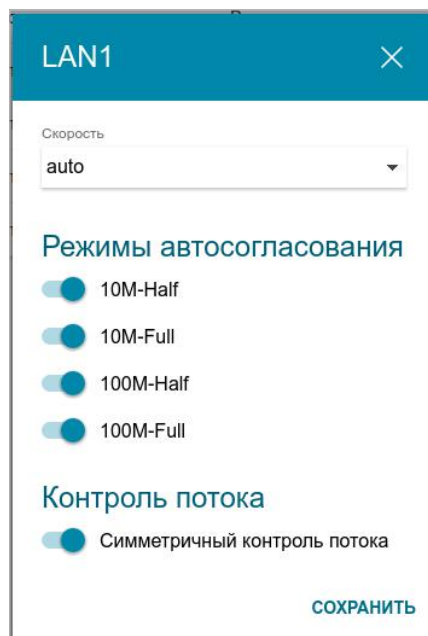 LAN1
Скорость
auto
Режимы автосогласования
10M-Half
10M-Full
100M-Half
100M-Full
Контроль потока
Симметричный контроль потока
СОХРАНИТЬ